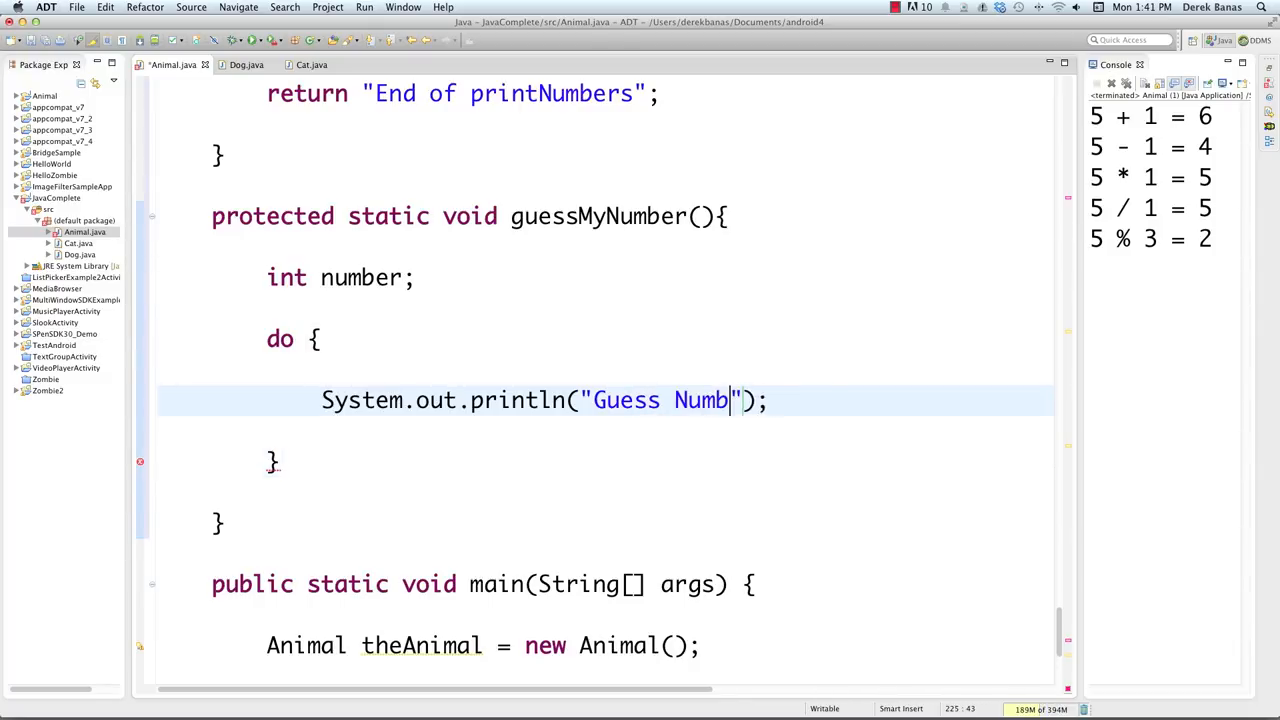 ADT File Edit Refactor Source Navigate Search Project Run Window Help 10 Mon 1:41 PM Derek Banas
Java – JavaComplete/src/Animal.java – ADT – /Users/derekbanas/Documents/android4
Quick Access Java DDMS
Package Exp
*Animal.java Dog.java Cat.java
Console
Animal
appcompat_v7
appcompat_v7_2
appcompat_v7_3
appcompat_v7_4
BridgeSample
HelloWorld
HelloZombie
ImageFilterSampleApp
JavaComplete
src
(default package)
Animal.java
Cat.java
Dog.java
JRE System Library [Ja
ListPickerExample2Activi
MediaBrowser
MultiWindowSDKExample
MusicPlayerActivity
SlookActivity
SPenSDK30_Demo
TestAndroid
TextGroupActivity
VideoPlayerActivity
Zombie
Zombie2
return "End of printNumbers";
}
protected static void guessMyNumber(){
int number;
do {
System.out.println("Guess Numb");
}
}
public static void main(String[] args) {
Animal theAnimal = new Animal();
<terminated> Animal (1) [Java Application] /S
5 + 1 = 6
5 - 1 = 4
5 * 1 = 5
5 / 1 = 5
5 % 3 = 2
Writable Smart Insert 225 : 43 189M of 394M